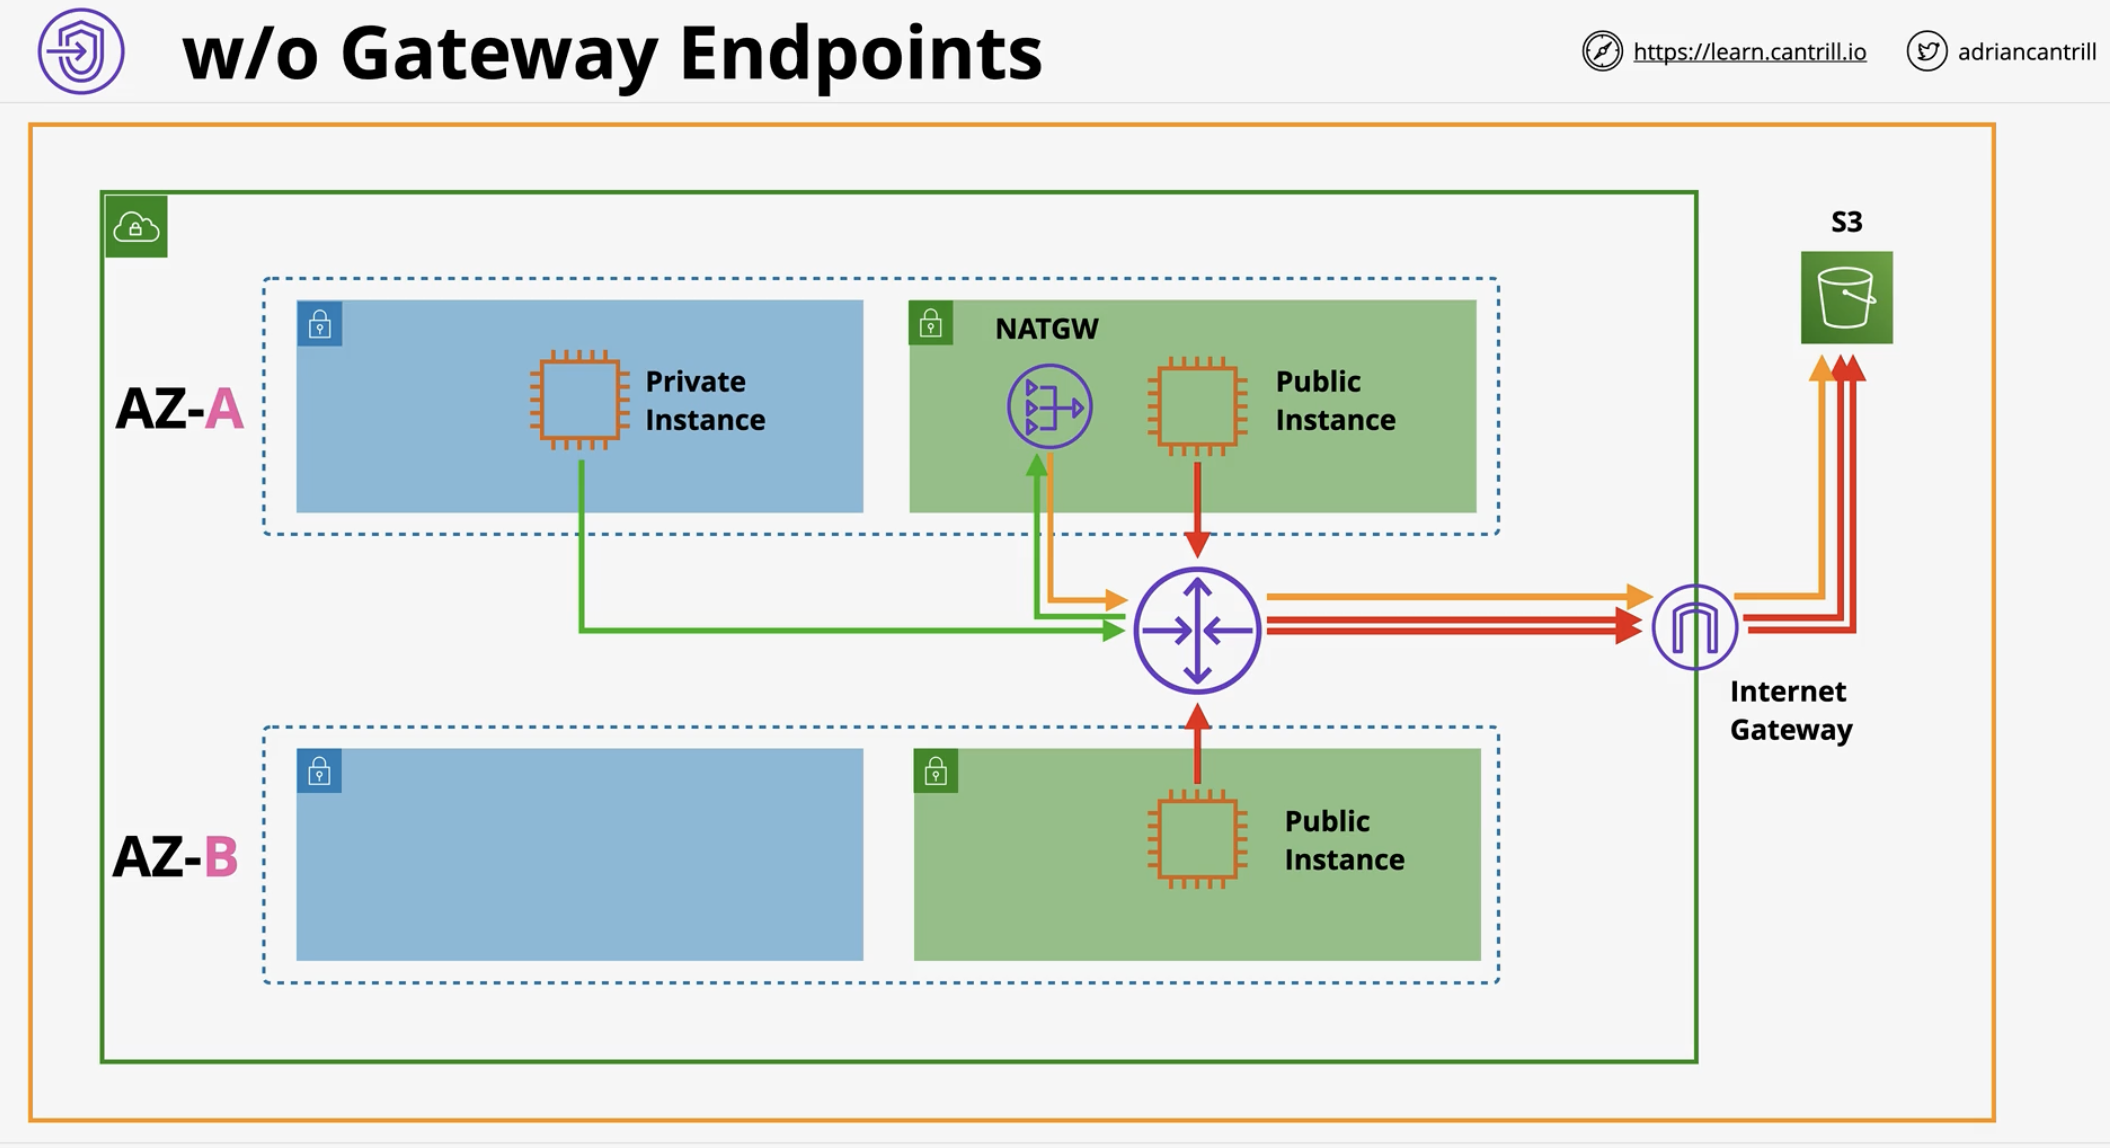 w/o Gateway Endpoints
https://learn.cantrill.io
adriancantrill
S3
NATGW
AZ-A
Private
Instance
Public
Instance
Internet
Gateway
AZ-B
Public
Instance